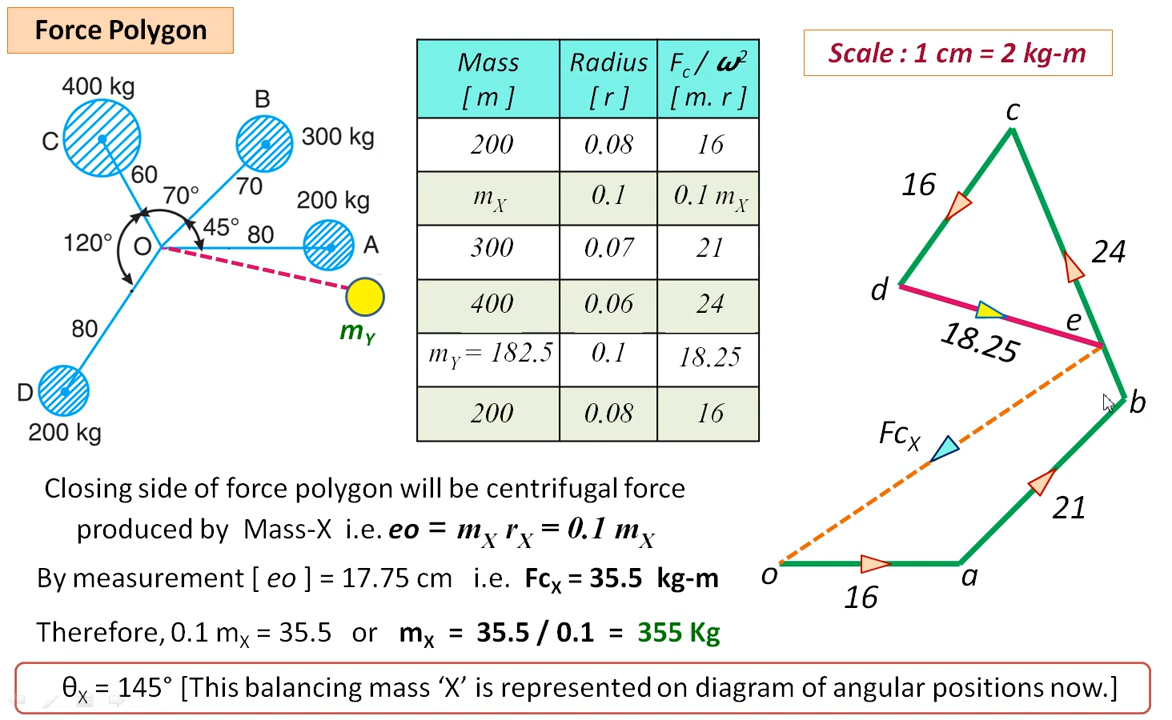 Force Polygon
Scale : 1 cm = 2 kg-m
400 kg
C
B
300 kg
60
70°
70
200 kg
120°
O
45°
80
A
80
m_Y
D
200 kg
Mass [ m ] Radius [ r ] F_c / ω² [ m. r ]
200 0.08 16
m_X 0.1 0.1 m_X
300 0.07 21
400 0.06 24
m_Y = 182.5 0.1 18.25
200 0.08 16
c
16
24
d
e
18.25
b
Fc_X
21
o
a
16
Closing side of force polygon will be centrifugal force
produced by Mass-X i.e. eo = m_X r_X = 0.1 m_X
By measurement [ eo ] = 17.75 cm i.e. Fc_X = 35.5 kg-m
Therefore, 0.1 m_X = 35.5 or m_X = 35.5 / 0.1 = 355 Kg
θ_X = 145° [This balancing mass ‘X’ is represented on diagram of angular positions now.]